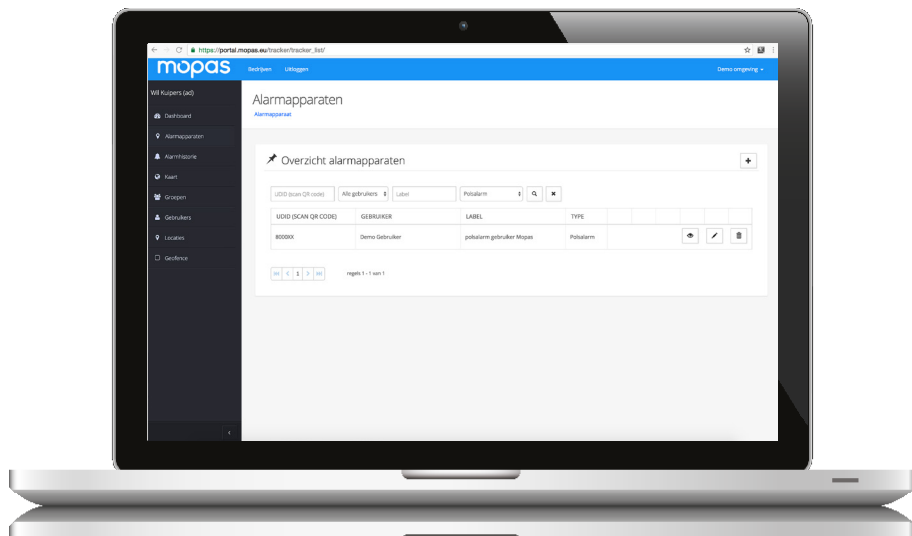 https://portal.mopas.eu/tracker/tracker_list/
mopas
Bedrijven Uitloggen Demo omgeving
Wil Kuipers (ad)
Dashboard
Alarmapparaten
Alarmhistorie
Kaart
Groepen
Gebruikers
Locaties
Geofence
Alarmapparaten
Alarmapparaat
Overzicht alarmapparaten
UDID (scan QR code) Alle gebruikers Label Polsalarm
UDID (SCAN QR CODE) GEBRUIKER LABEL TYPE
8000XX Demo Gebruiker polsalarm gebruiker Mopas Polsalarm
1 regels 1 - 1 van 1